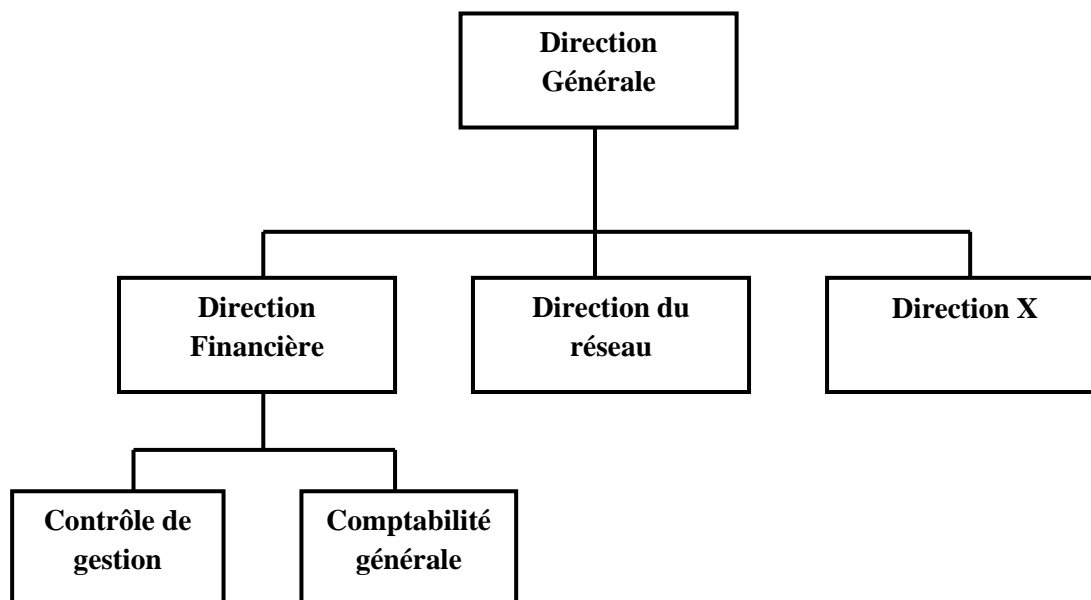 Direction
Générale
Direction
Financière
Direction du
réseau
Direction X
Contrôle de
gestion
Comptabilité
générale